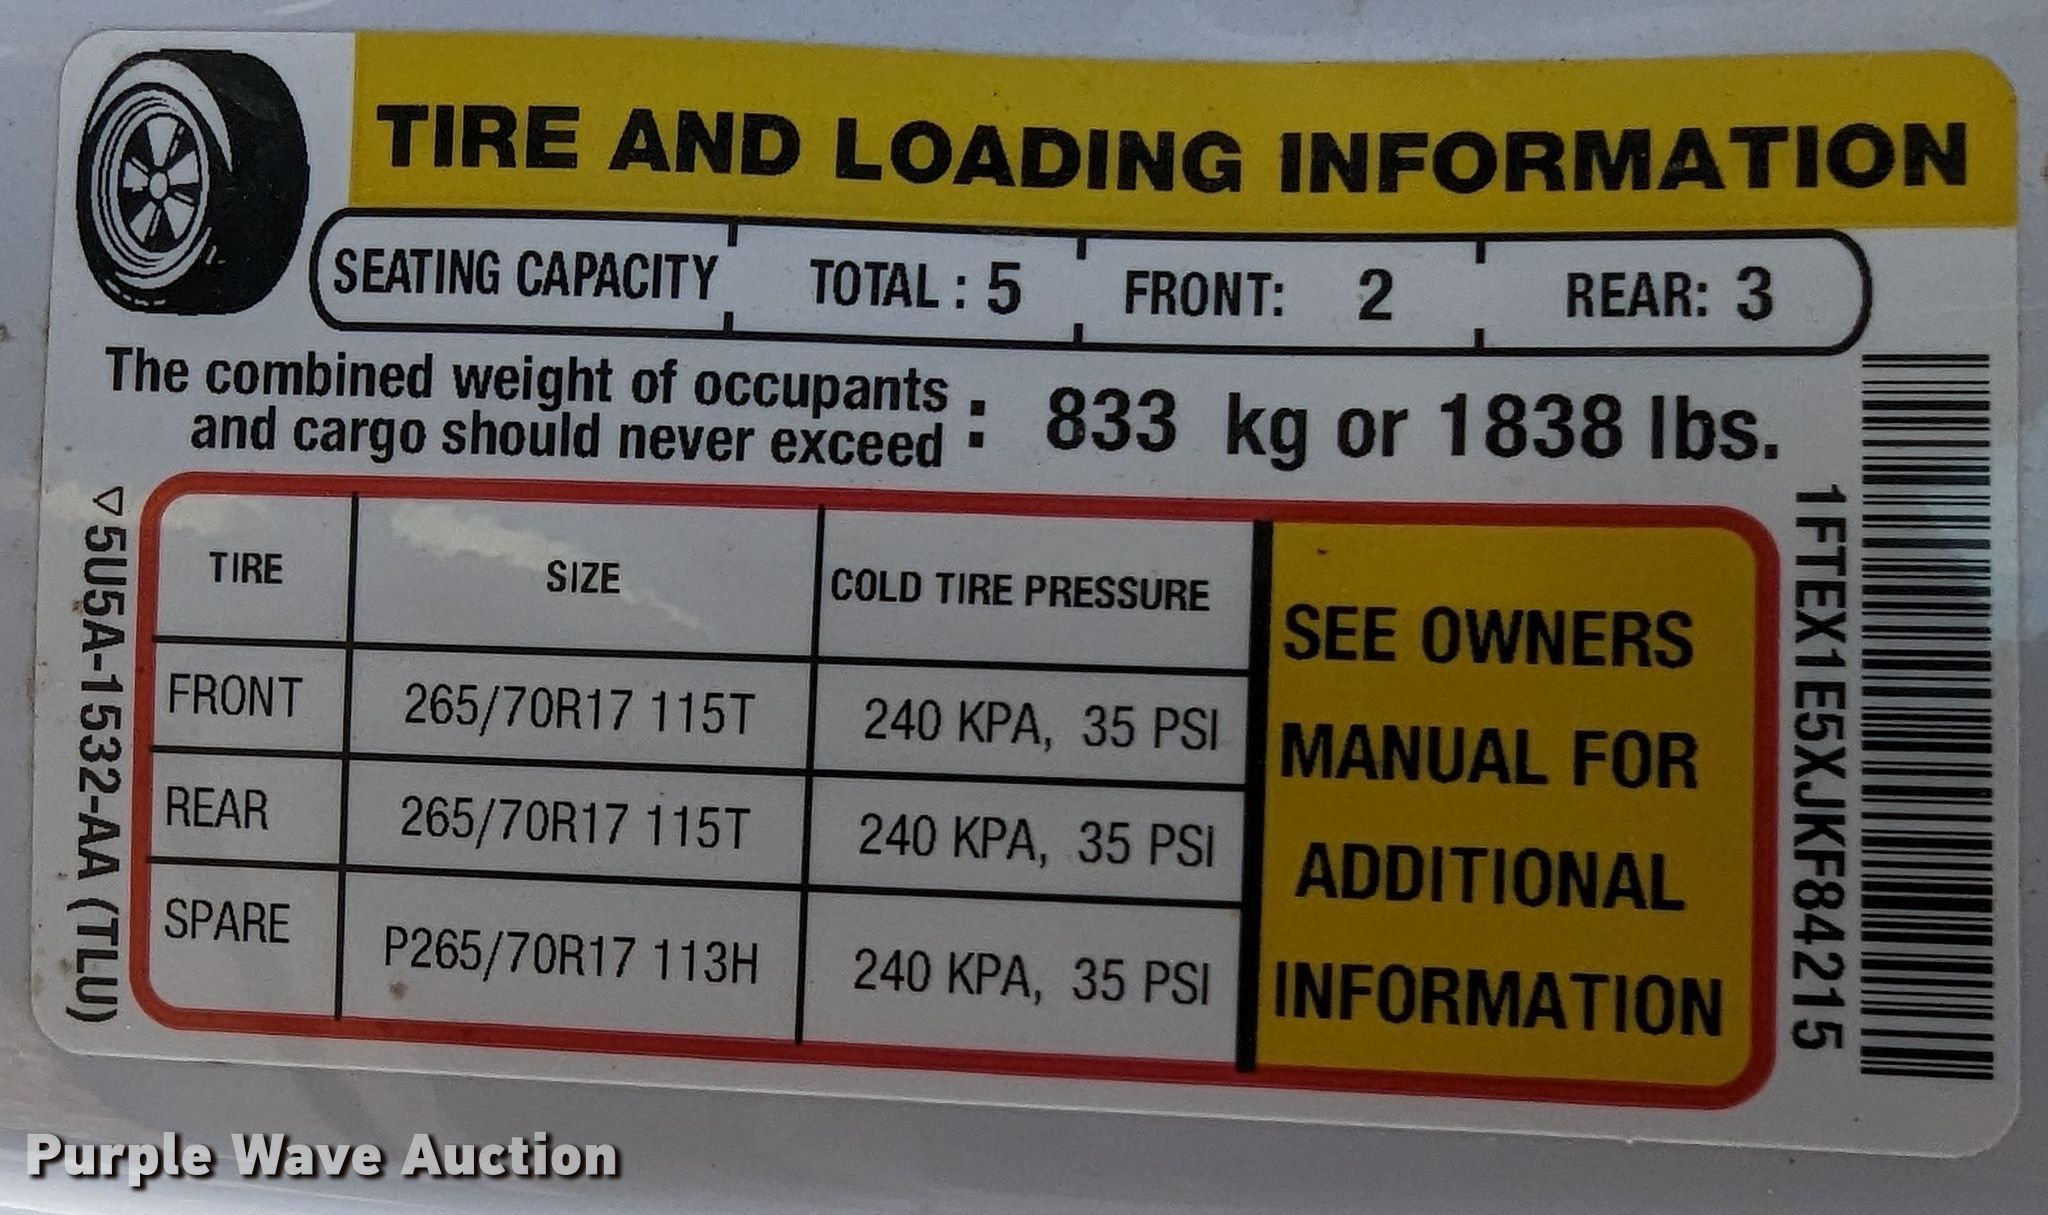 TIRE AND LOADING INFORMATION
SEATING CAPACITY TOTAL : 5 FRONT: 2 REAR: 3
The combined weight of occupants
and cargo should never exceed : 833 kg or 1838 lbs.
TIRE SIZE COLD TIRE PRESSURE
FRONT 265/70R17 115T 240 KPA, 35 PSI
REAR 265/70R17 115T 240 KPA, 35 PSI
SPARE P265/70R17 113H 240 KPA, 35 PSI
SEE OWNERS
MANUAL FOR
ADDITIONAL
INFORMATION
5U5A-1532-AA (TLU)
1FTEX1E5XJKF84215
Purple Wave Auction